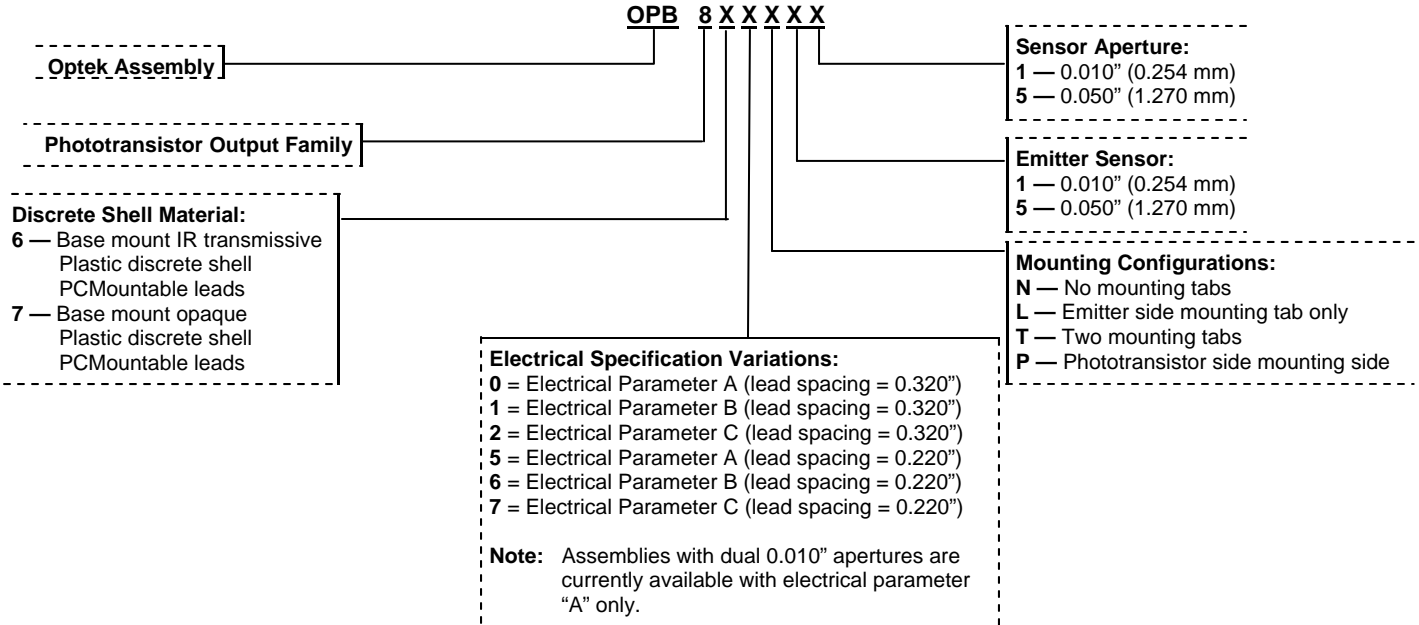 OPB 8 X X X X X
Optek Assembly
Phototransistor Output Family
Discrete Shell Material:
6 — Base mount IR transmissive
Plastic discrete shell
PCMountable leads
7 — Base mount opaque
Plastic discrete shell
PCMountable leads
Electrical Specification Variations:
0 = Electrical Parameter A (lead spacing = 0.320”)
1 = Electrical Parameter B (lead spacing = 0.320”)
2 = Electrical Parameter C (lead spacing = 0.320”)
5 = Electrical Parameter A (lead spacing = 0.220”)
6 = Electrical Parameter B (lead spacing = 0.220”)
7 = Electrical Parameter C (lead spacing = 0.220”)
Note: Assemblies with dual 0.010” apertures are
currently available with electrical parameter
“A” only.
Sensor Aperture:
1 — 0.010” (0.254 mm)
5 — 0.050” (1.270 mm)
Emitter Sensor:
1 — 0.010” (0.254 mm)
5 — 0.050” (1.270 mm)
Mounting Configurations:
N — No mounting tabs
L — Emitter side mounting tab only
T — Two mounting tabs
P — Phototransistor side mounting side